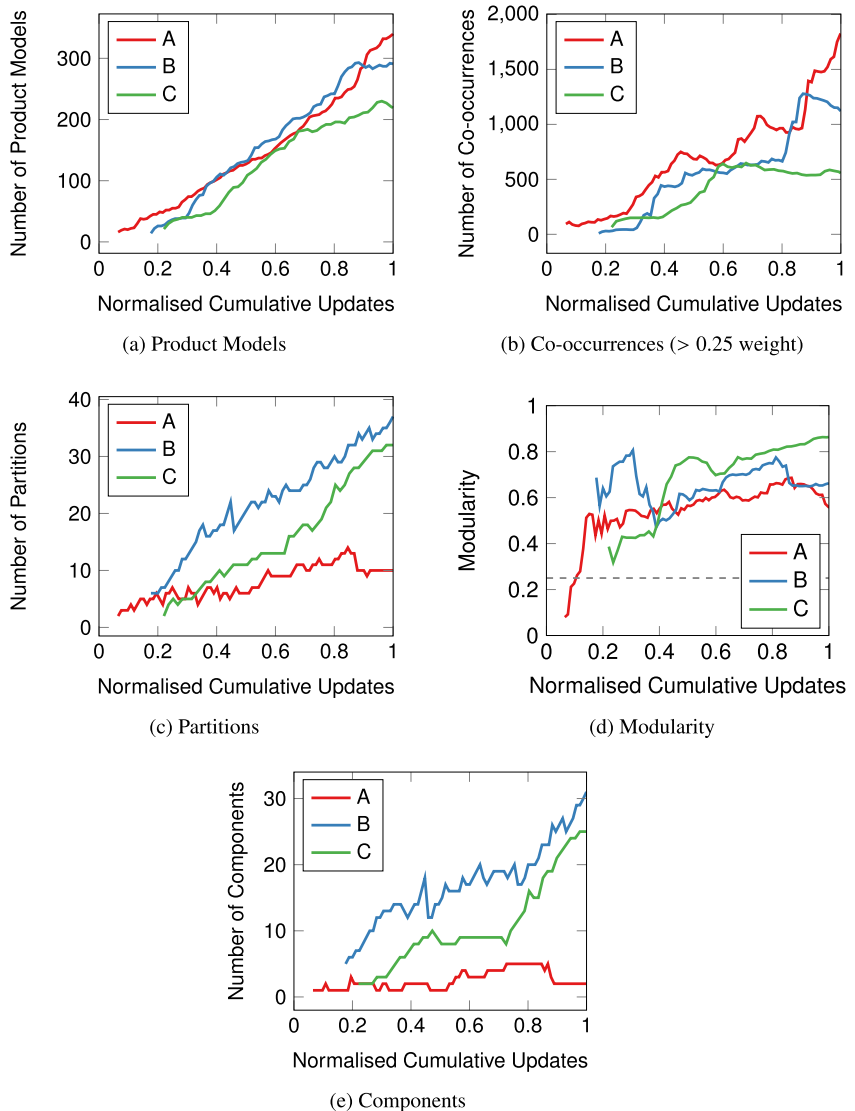 Number of Product Models
300
200
100
0
0 0.2 0.4 0.6 0.8 1
A
B
C
Normalised Cumulative Updates
(a) Product Models
Number of Co-occurrences
2,000
1,500
1,000
500
0
0 0.2 0.4 0.6 0.8 1
A
B
C
Normalised Cumulative Updates
(b) Co-occurrences (> 0.25 weight)
Number of Partitions
40
30
20
10
0
0 0.2 0.4 0.6 0.8 1
A
B
C
Normalised Cumulative Updates
(c) Partitions
Modularity
1
0.8
0.6
0.4
0.2
0
0 0.2 0.4 0.6 0.8 1
A
B
C
Normalised Cumulative Updates
(d) Modularity
Number of Components
30
20
10
0
0 0.2 0.4 0.6 0.8 1
A
B
C
Normalised Cumulative Updates
(e) Components